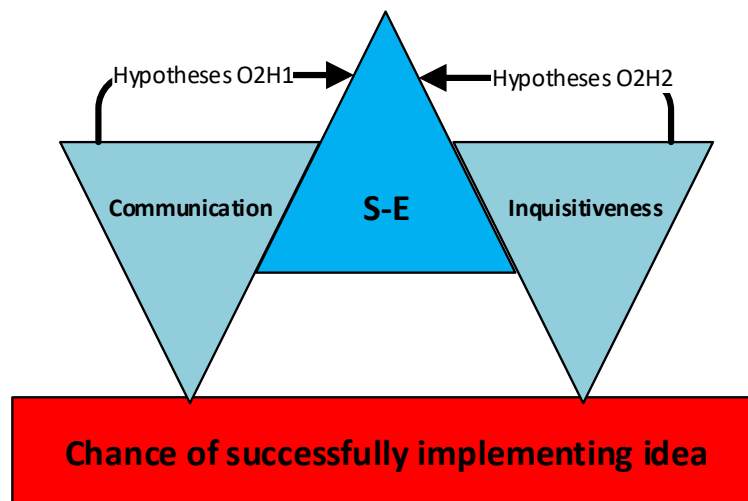 Hypotheses O2H1
Hypotheses O2H2
Communication
S-E
Inquisitiveness
Chance of successfully implementing idea